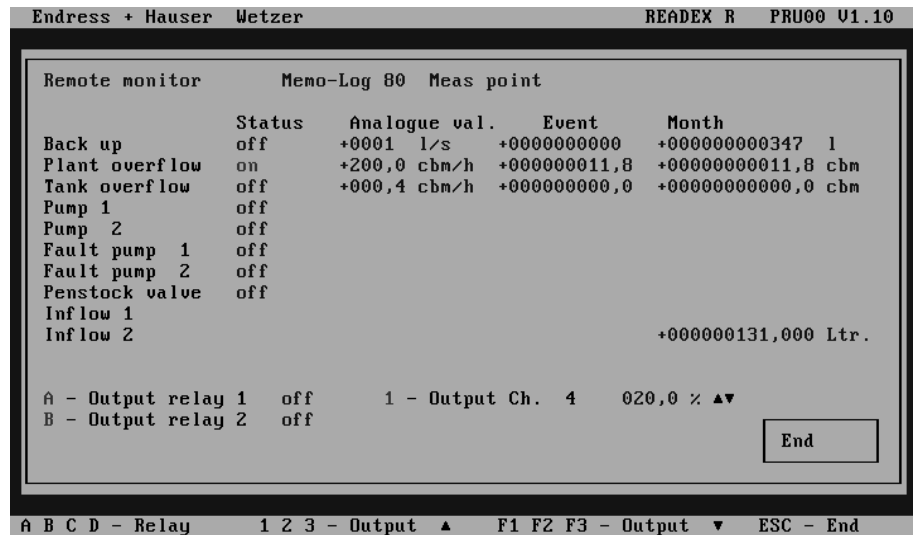 Endress + Hauser Wetzer READEX R PRU00 V1.10
Remote monitor Memo-Log 80 Meas point
Status Analogue val. Event Month
Back up off +0001 l/s +0000000000 +000000000347 l
Plant overflow on +200,0 cbm/h +000000011,8 +00000000011,8 cbm
Tank overflow off +000,4 cbm/h +000000000,0 +00000000000,0 cbm
Pump 1 off
Pump 2 off
Fault pump 1 off
Fault pump 2 off
Penstock valve off
Inflow 1
Inflow 2 +000000131,000 Ltr.
A - Output relay 1 off 1 - Output Ch. 4 020,0 % ▲▼
B - Output relay 2 off
End
A B C D - Relay 1 2 3 - Output ▲ F1 F2 F3 - Output ▼ ESC - End